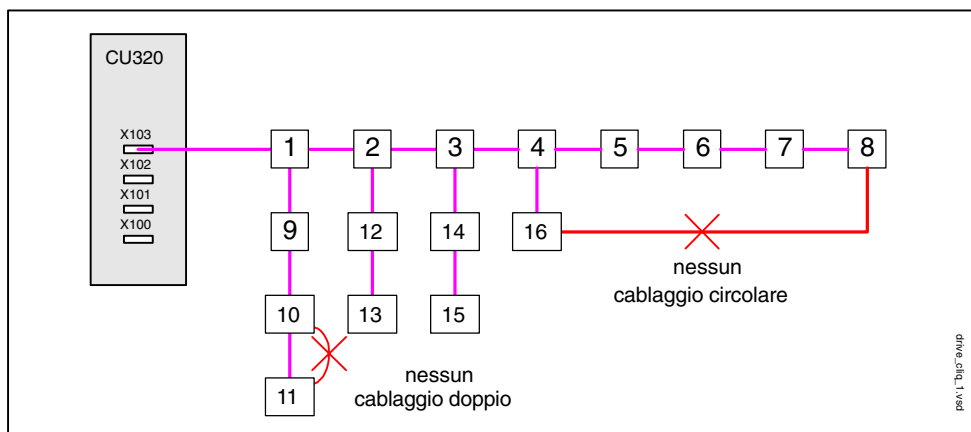 CU320
X103
X102
X101
X100
1 2 3 4 5 6 7 8
9 12 14 16
nessun
cablaggio circolare
10 13 15
nessun
cablaggio doppio
11
drive_cliq_1.vsd